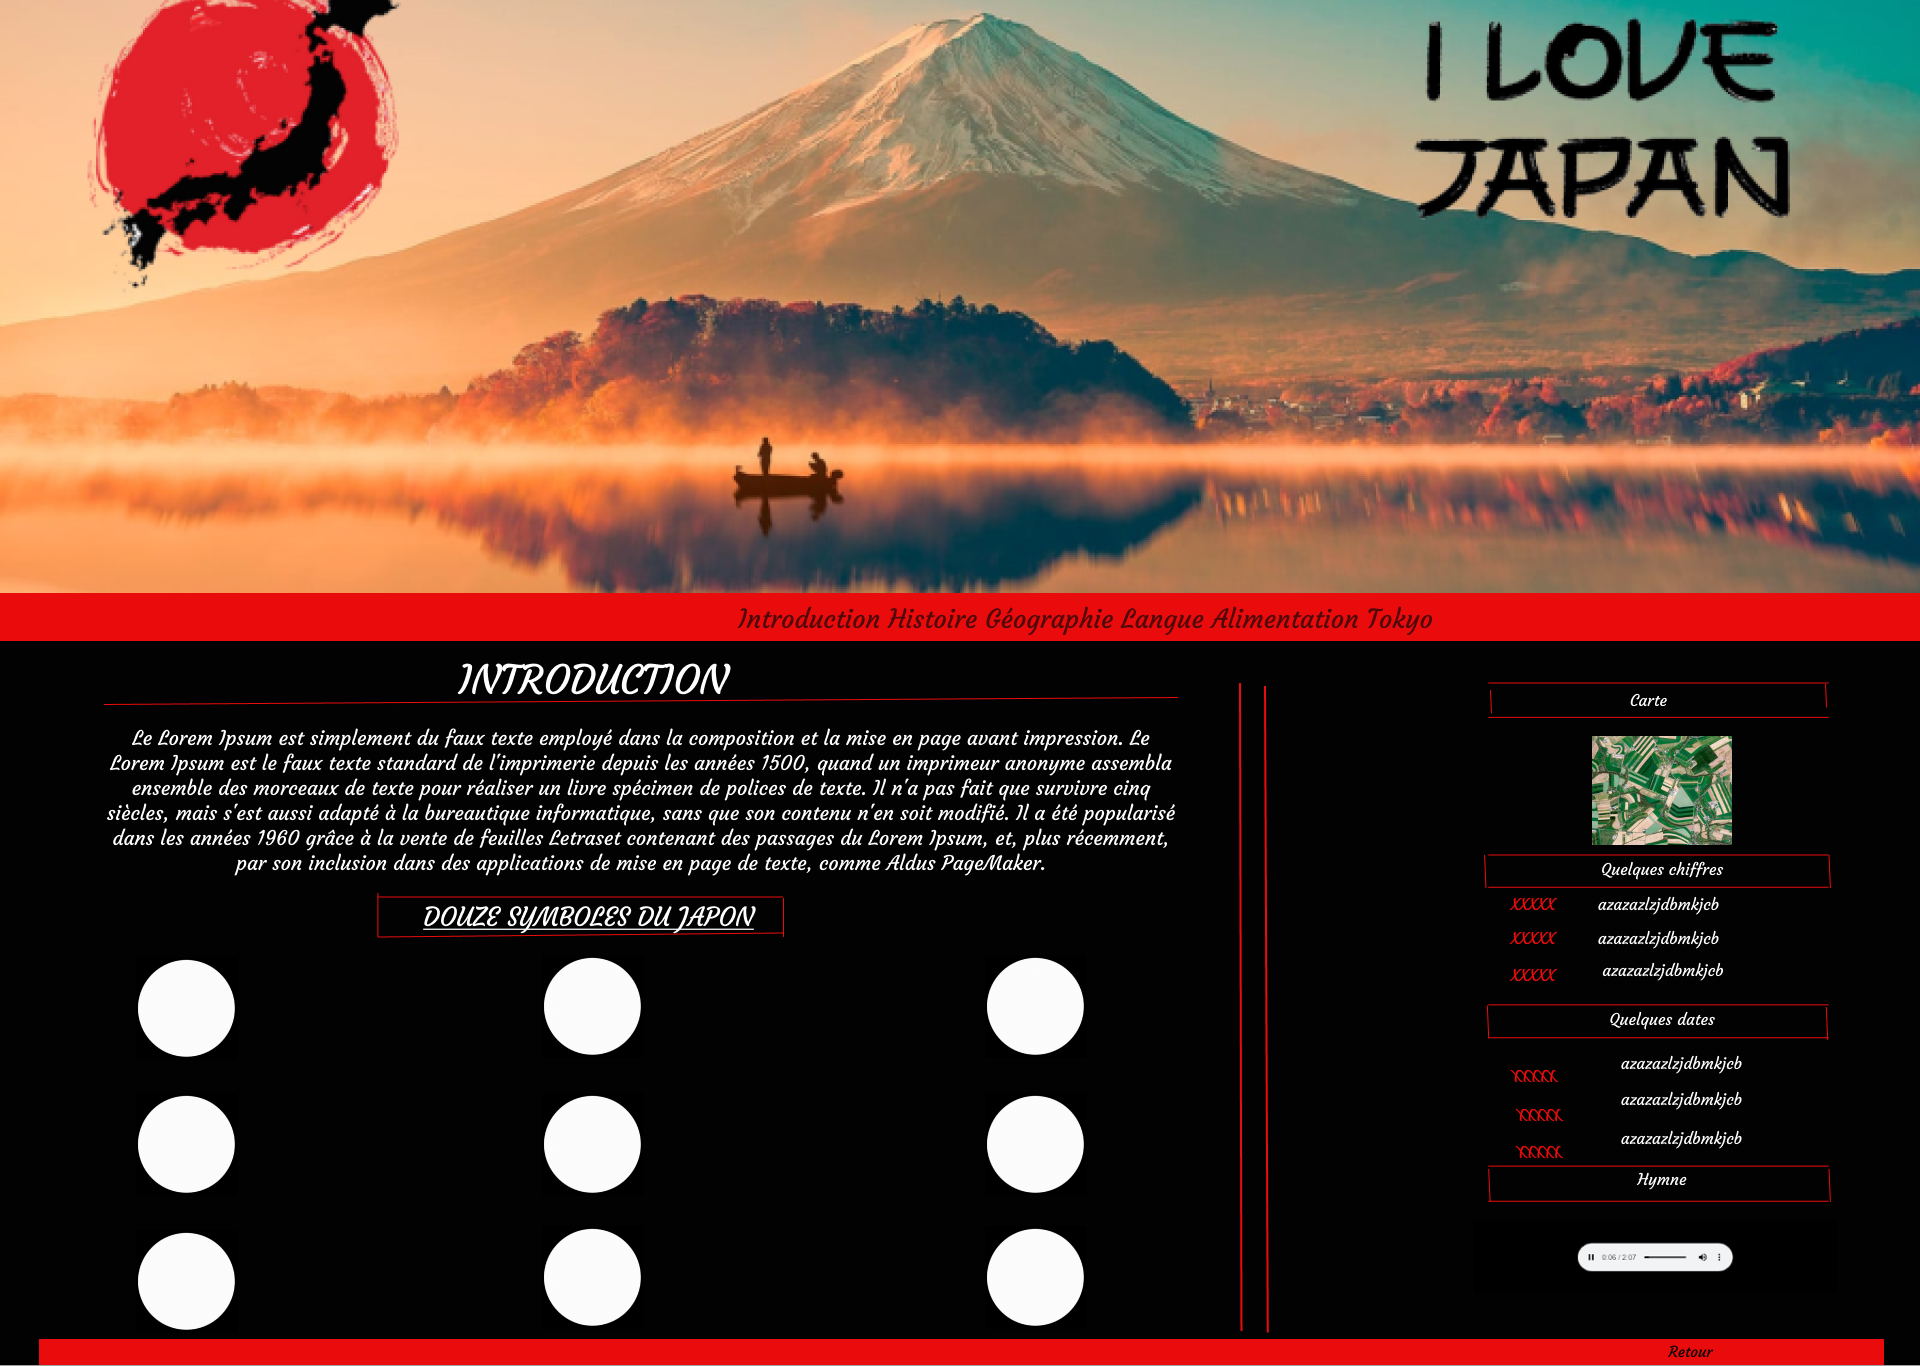 I LOVE
JAPAN
Introduction Histoire Géographie Langue Alimentation Tokyo
INTRODUCTION
Le Lorem Ipsum est simplement du faux texte employé dans la composition et la mise en page avant impression. Le
Lorem Ipsum est le faux texte standard de l'imprimerie depuis les années 1500, quand un imprimeur anonyme assembla
ensemble des morceaux de texte pour réaliser un livre spécimen de polices de texte. Il n'a pas fait que survivre cinq
siècles, mais s'est aussi adapté à la bureautique informatique, sans que son contenu n'en soit modifié. Il a été popularisé
dans les années 1960 grâce à la vente de feuilles Letraset contenant des passages du Lorem Ipsum, et, plus récemment,
par son inclusion dans des applications de mise en page de texte, comme Aldus PageMaker.
DOUZE SYMBOLES DU JAPON
Carte
Quelques chiffres
XXXXX azazazlzjdbmkjcb
XXXXX azazazlzjdbmkjcb
XXXXX azazazlzjdbmkjcb
Quelques dates
XXXXX azazazlzjdbmkjcb
XXXXX azazazlzjdbmkjcb
XXXXX azazazlzjdbmkjcb
Hymne
0:06 / 2:07
Retour